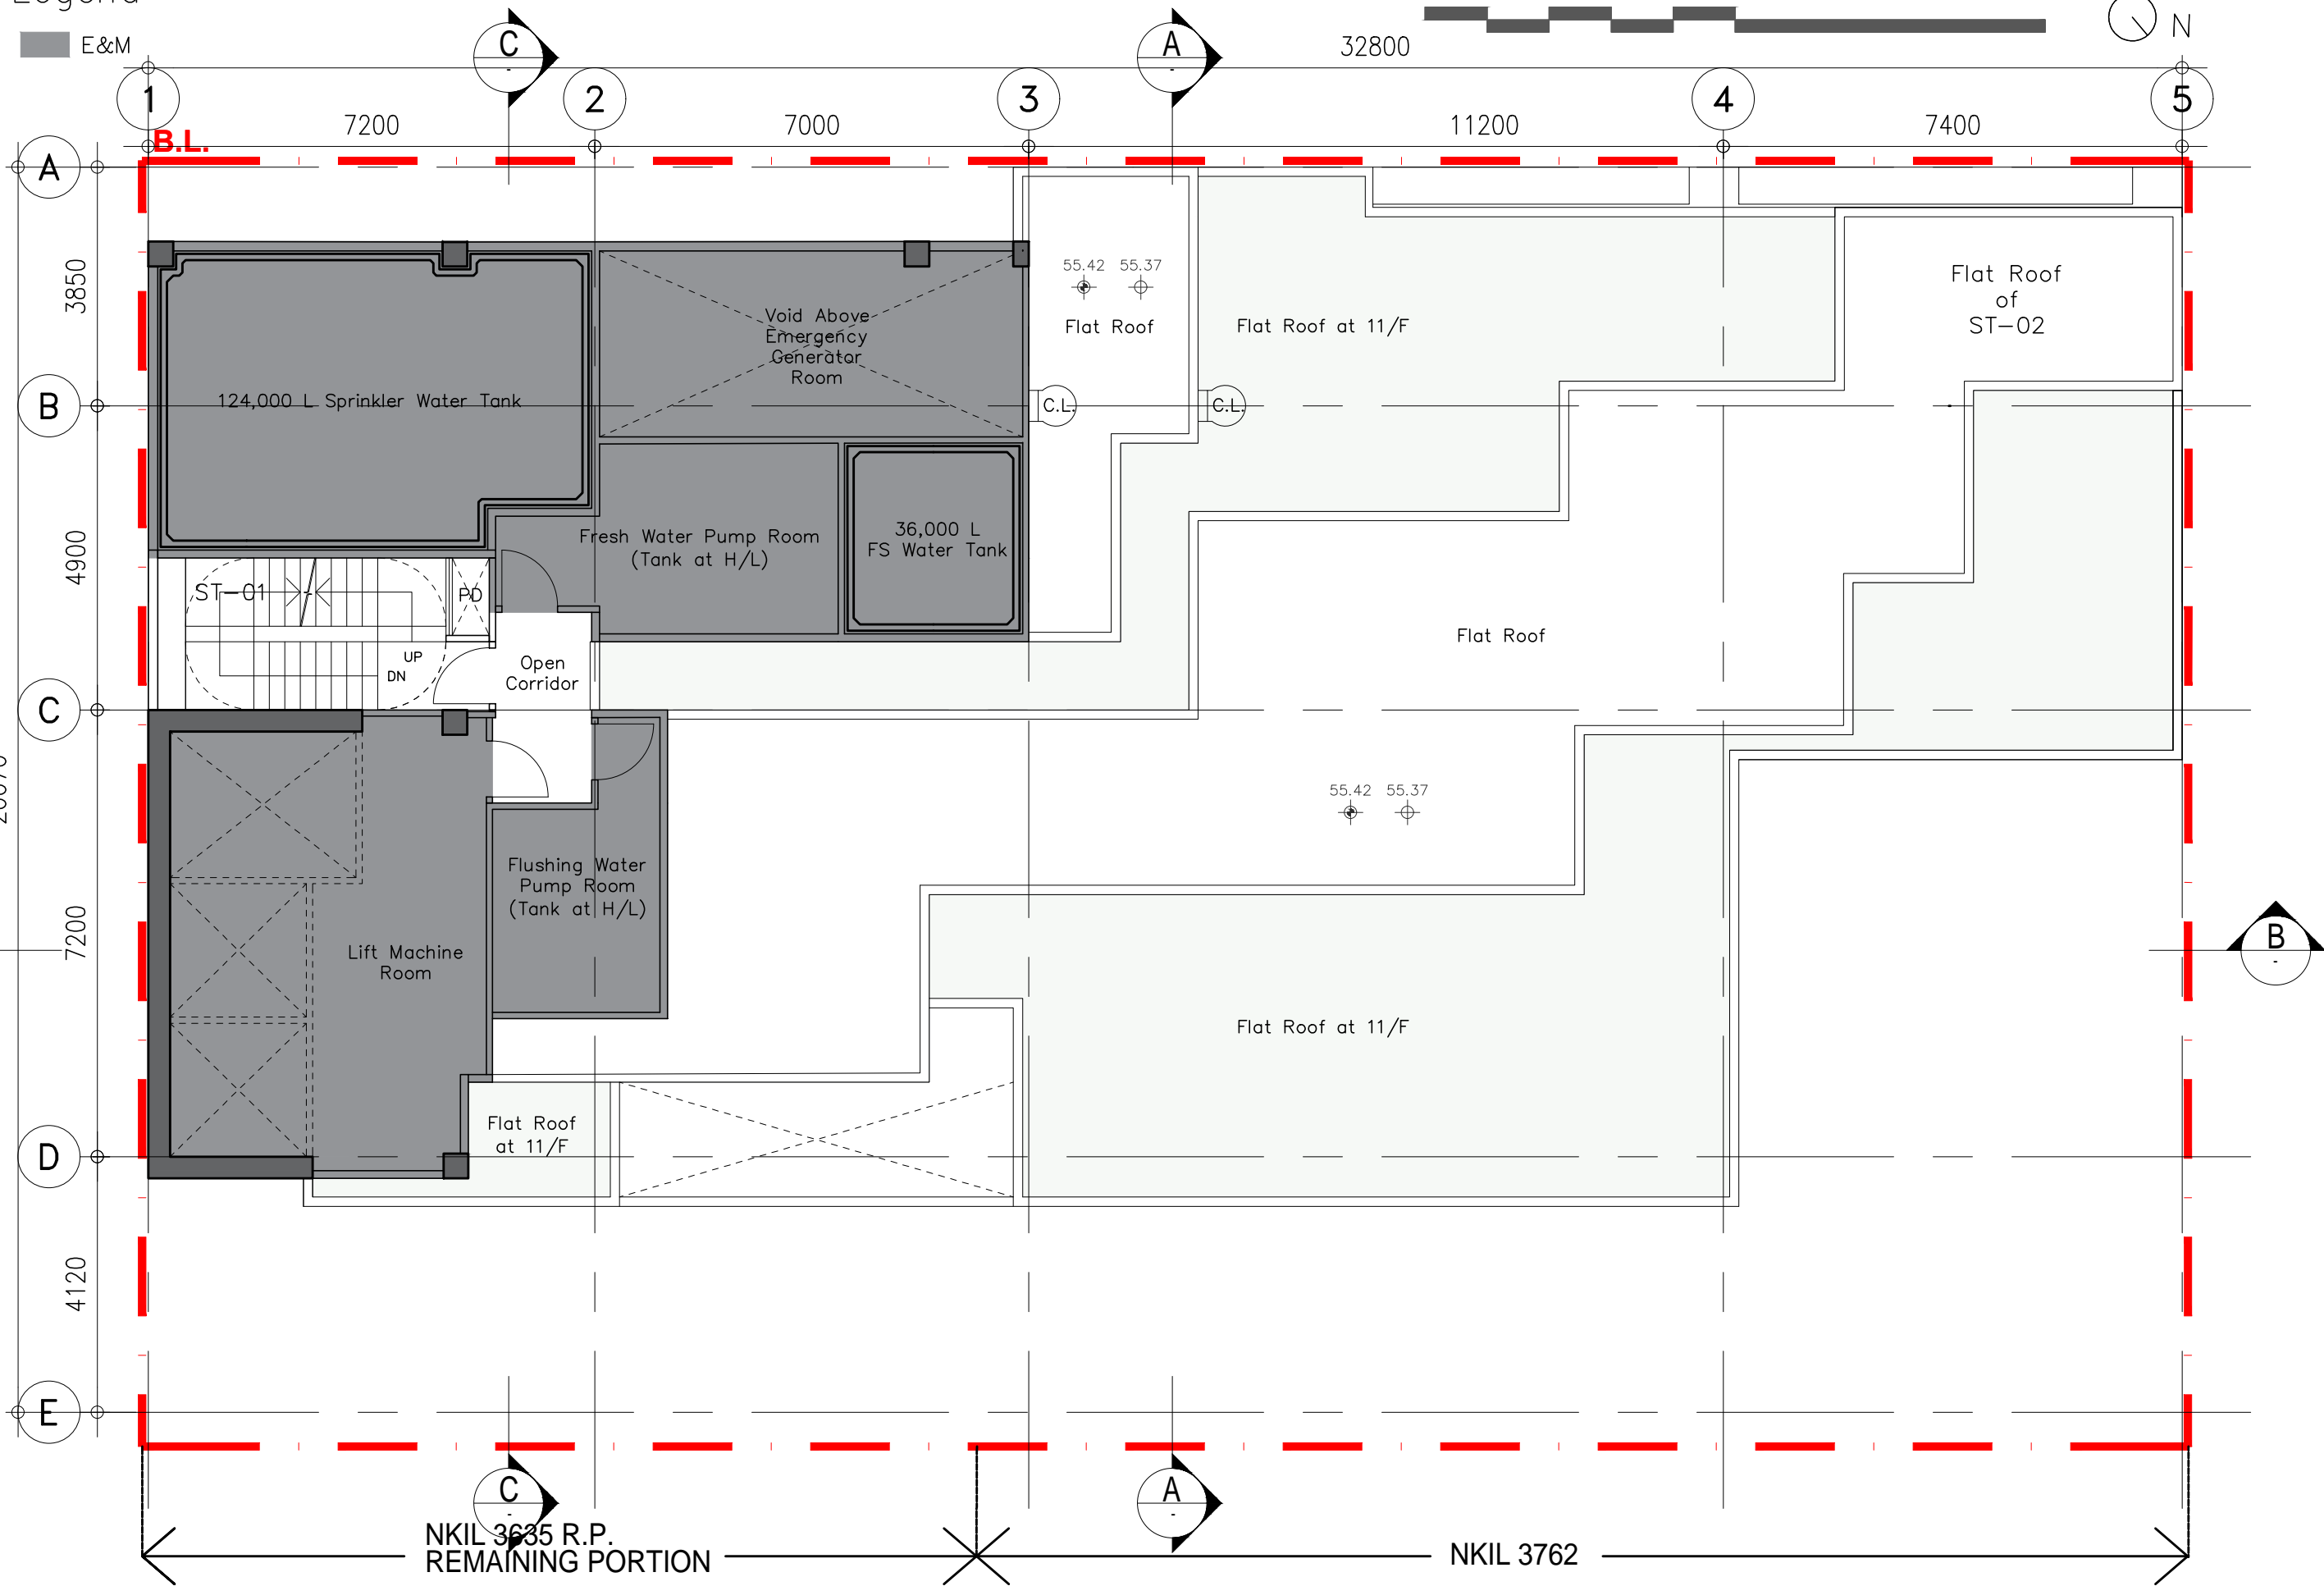 Legend
E&M
N
32800
C
-
A
-
1
2
3
4
5
7200
7000
11200
7400
B.L.
A
B
C
D
E
3850
4900
7200
4120
124,000 L Sprinkler Water Tank
Void Above
Emergency
Generator
Room
55.42 55.37
Flat Roof
Flat Roof at 11/F
Flat Roof
of
ST-02
C.L.
C.L.
Fresh Water Pump Room
(Tank at H/L)
36,000 L
FS Water Tank
ST-01
PD
UP
DN
Open
Corridor
Flat Roof
55.42 55.37
Flushing Water
Pump Room
(Tank at H/L)
Lift Machine
Room
B
-
Flat Roof at 11/F
Flat Roof
at 11/F
C
-
A
-
NKIL 3635 R.P.
REMAINING PORTION
NKIL 3762